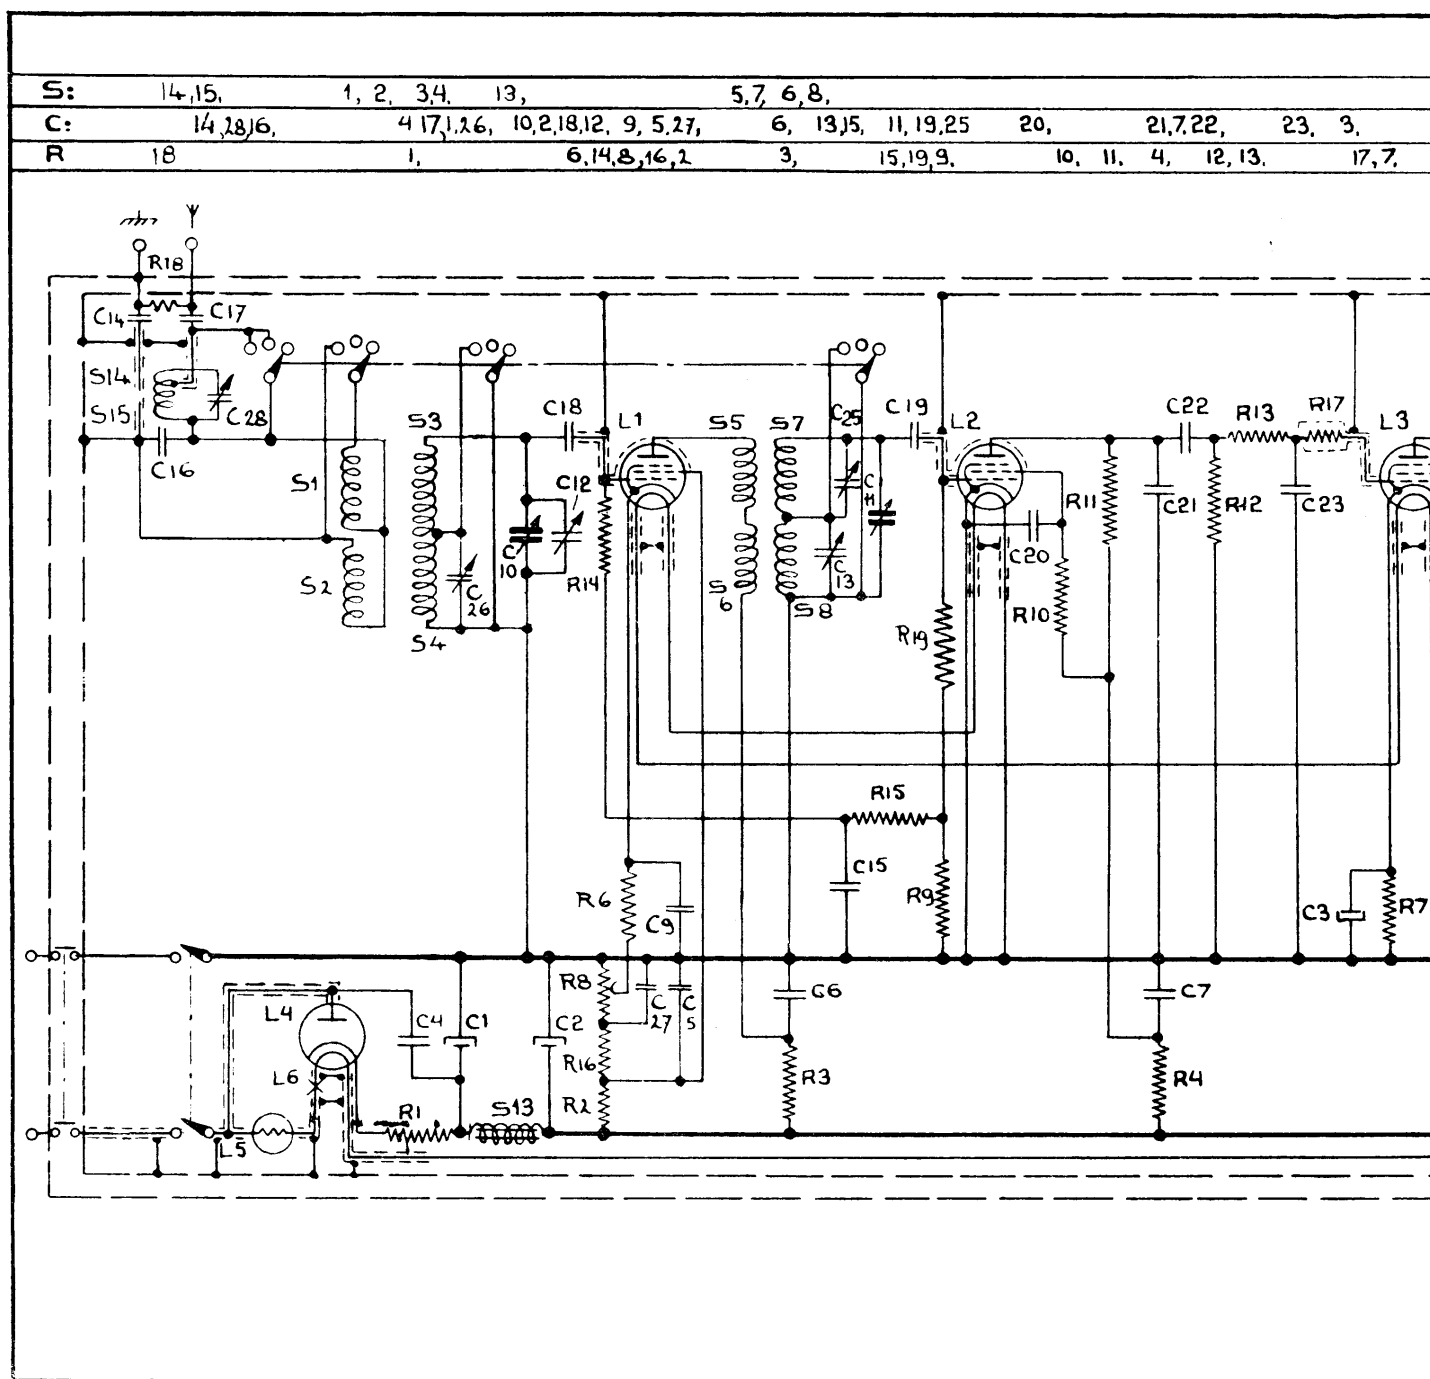 S: 14,15, 1, 2, 3,4, 13, 5,7, 6,8,
C: 14,28,16, 4 17,1,26, 10,2,18,12, 9, 5,27, 6, 13,15, 11,19,25 20, 21,7,22, 23, 3,
R 18 1, 6,14,8,16,2 3, 15,19,9, 10, 11, 4, 12,13, 17,7,
R18
C14
C17
S14
S15
C28
C16
S1
S2
S3
S4
C26
C10
C12
C18
L1
R14
S5
S7
S6
S8
C25
C11
C13
C19
L2
R19
C20
R10
R11
C21
C22
R12
R13
R17
C23
L3
R15
C15
R6
C9
R9
C3
R7
R8
C27
C5
C6
C7
L4
C4
C1
C2
R16
L6
R1
S13
R2
R3
R4
L5